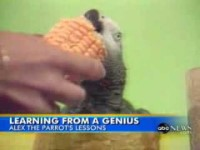 LEARNING FROM A GENIUS
ALEX THE PARROT'S LESSONS
abc NEWS